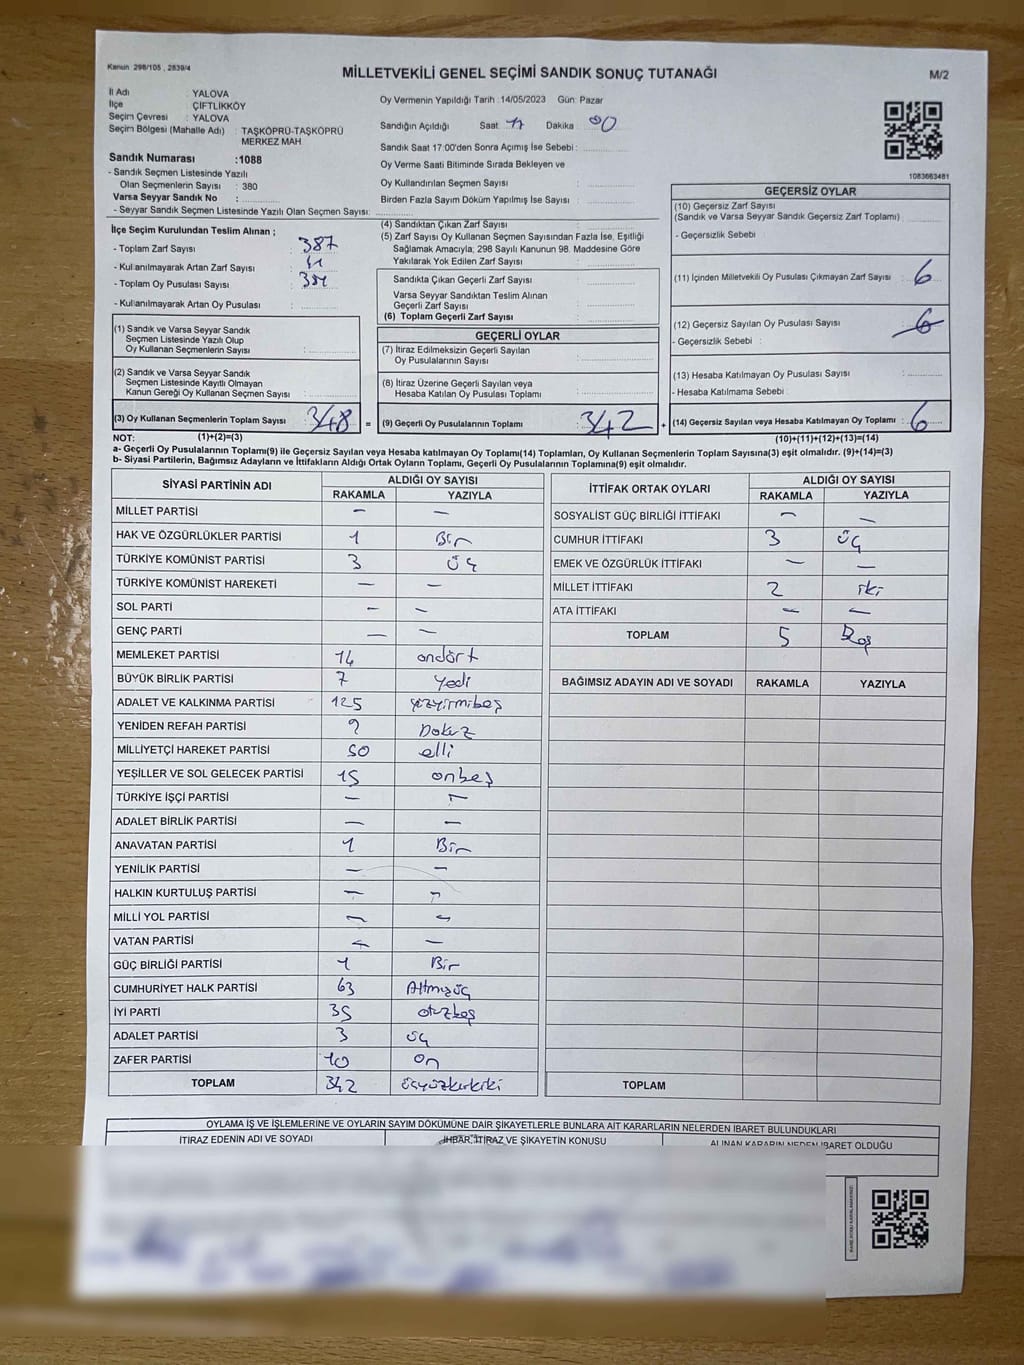 Kanun 298/105 , 2839/4
MİLLETVEKİLİ GENEL SEÇİMİ SANDIK SONUÇ TUTANAĞI
M/2
İl Adı : YALOVA
İlçe : ÇİFTLİKKÖY
Seçim Çevresi : YALOVA
Seçim Bölgesi (Mahalle Adı) : TAŞKÖPRÜ-TAŞKÖPRÜ
MERKEZ MAH
Sandık Numarası :1088
- Sandık Seçmen Listesinde Yazılı
Olan Seçmenlerin Sayısı : 380
Varsa Seyyar Sandık No :
- Seyyar Sandık Seçmen Listesinde Yazılı Olan Seçmen Sayısı:
Oy Vermenin Yapıldığı Tarih :14/05/2023 Gün: Pazar
Sandığın Açıldığı Saat 17 Dakika 00
Sandık Saat 17:00'den Sonra Açımış İse Sebebi :
Oy Verme Saati Bitiminde Sırada Bekleyen ve
Oy Kullandırılan Seçmen Sayısı :
Birden Fazla Sayım Döküm Yapılmış İse Sayısı :
1083663481
İlçe Seçim Kurulundan Teslim Alınan ;
- Toplam Zarf Sayısı : 387
- Kullanılmayarak Artan Zarf Sayısı :
- Toplam Oy Pusulası Sayısı :
- Kullanılmayarak Artan Oy Pusulası :
(4) Sandıktan Çıkan Zarf Sayısı :
(5) Zarf Sayısı Oy Kullanan Seçmen Sayısından Fazla İse, Eşitliği
Sağlamak Amacıyla; 298 Sayılı Kanunun 98. Maddesine Göre
Yakılarak Yok Edilen Zarf Sayısı :
Sandıkta Çıkan Geçerli Zarf Sayısı :
Varsa Seyyar Sandıktan Teslim Alınan
Geçerli Zarf Sayısı :
(6) Toplam Geçerli Zarf Sayısı :
GEÇERSİZ OYLAR
(10) Geçersiz Zarf Sayısı
(Sandık ve Varsa Seyyar Sandık Geçersiz Zarf Toplamı) :
- Geçersizlik Sebebi :
(11) İçinden Milletvekili Oy Pusulası Çıkmayan Zarf Sayısı : 6
(12) Geçersiz Sayılan Oy Pusulası Sayısı : 6
- Geçersizlik Sebebi :
(13) Hesaba Katılmayan Oy Pusulası Sayısı :
- Hesaba Katılmama Sebebi :
(1) Sandık ve Varsa Seyyar Sandık
Seçmen Listesinde Yazılı Olup
Oy Kullanan Seçmenlerin Sayısı :
(2) Sandık ve Varsa Seyyar Sandık
Seçmen Listesinde Kayıtlı Olmayan
Kanun Gereği Oy Kullanan Seçmen Sayısı :
GEÇERLİ OYLAR
(7) İtiraz Edilmeksizin Geçerli Sayılan
Oy Pusulalarının Sayısı :
(8) İtiraz Üzerine Geçerli Sayılan veya
Hesaba Katılan Oy Pusulası Toplamı :
(3) Oy Kullanan Seçmenlerin Toplam Sayısı : 348 = (9) Geçerli Oy Pusulalarının Toplamı : 342 + (14) Geçersiz Sayılan veya Hesaba Katılmayan Oy Toplamı : 6
NOT: (1)+(2)=(3) (10)+(11)+(12)+(13)=(14)
a- Geçerli Oy Pusulalarının Toplamı(9) ile Geçersiz Sayılan veya Hesaba katılmayan Oy Toplamı(14) Toplamları, Oy Kullanan Seçmenlerin Toplam Sayısına(3) eşit olmalıdır. (9)+(14)=(3)
b- Siyasi Partilerin, Bağımsız Adayların ve İttifakların Aldığı Ortak Oyların Toplamı, Geçerli Oy Pusulalarının Toplamına(9) eşit olmalıdır.
SİYASİ PARTİNİN ADI ALDIĞI OY SAYISI
RAKAMLA YAZIYLA
MİLLET PARTİSİ – –
HAK VE ÖZGÜRLÜKLER PARTİSİ 1 Bir
TÜRKİYE KOMÜNİST PARTİSİ 3 üç
TÜRKİYE KOMÜNİST HAREKETİ – –
SOL PARTİ – –
GENÇ PARTİ – –
MEMLEKET PARTİSİ 14 ondört
BÜYÜK BİRLİK PARTİSİ 7 yedi
ADALET VE KALKINMA PARTİSİ 125 yüzyirmibeş
YENİDEN REFAH PARTİSİ 9 Dokuz
MİLLİYETÇİ HAREKET PARTİSİ 50 elli
YEŞİLLER VE SOL GELECEK PARTİSİ 15 onbeş
TÜRKİYE İŞÇİ PARTİSİ – –
ADALET BİRLİK PARTİSİ – –
ANAVATAN PARTİSİ 1 Bir
YENİLİK PARTİSİ – –
HALKIN KURTULUŞ PARTİSİ – –
MİLLİ YOL PARTİSİ – –
VATAN PARTİSİ – –
GÜÇ BİRLİĞİ PARTİSİ 1 Bir
CUMHURİYET HALK PARTİSİ 63 Altmışüç
İYİ PARTİ 35 otuzbeş
ADALET PARTİSİ 3 üç
ZAFER PARTİSİ 10 on
TOPLAM 342 üçyüzkırkiki
İTTİFAK ORTAK OYLARI ALDIĞI OY SAYISI
RAKAMLA YAZIYLA
SOSYALİST GÜÇ BİRLİĞİ İTTİFAKI – –
CUMHUR İTTİFAKI 3 üç
EMEK VE ÖZGÜRLÜK İTTİFAKI – –
MİLLET İTTİFAKI 2 iki
ATA İTTİFAKI – –
TOPLAM 5 Beş
BAĞIMSIZ ADAYIN ADI VE SOYADI RAKAMLA YAZIYLA
TOPLAM
OYLAMA İŞ VE İŞLEMLERİNE VE OYLARIN SAYIM DÖKÜMÜNE DAİR ŞİKAYETLERLE BUNLARA AİT KARARLARIN NELERDEN İBARET BULUNDUKLARI
İTİRAZ EDENİN ADI VE SOYADI İHBAR, İTİRAZ VE ŞİKAYETİN KONUSU ALINAN KARARIN NEDEN İBARET OLDUĞU